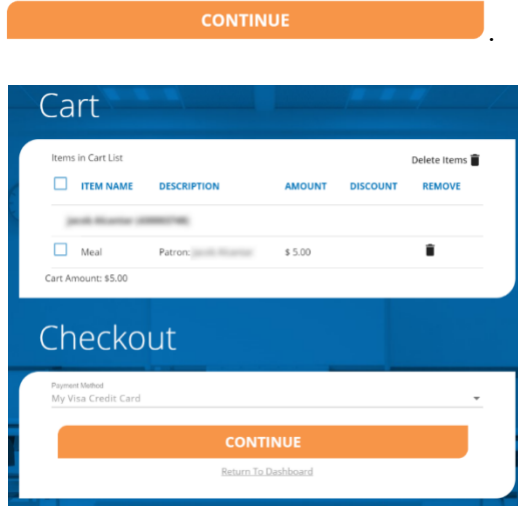 CONTINUE .
Cart
Items in Cart List Delete Items
ITEM NAME DESCRIPTION AMOUNT DISCOUNT REMOVE
Meal Patron: $ 5.00
Cart Amount: $5.00
Checkout
Payment Method
My Visa Credit Card
CONTINUE
Return To Dashboard